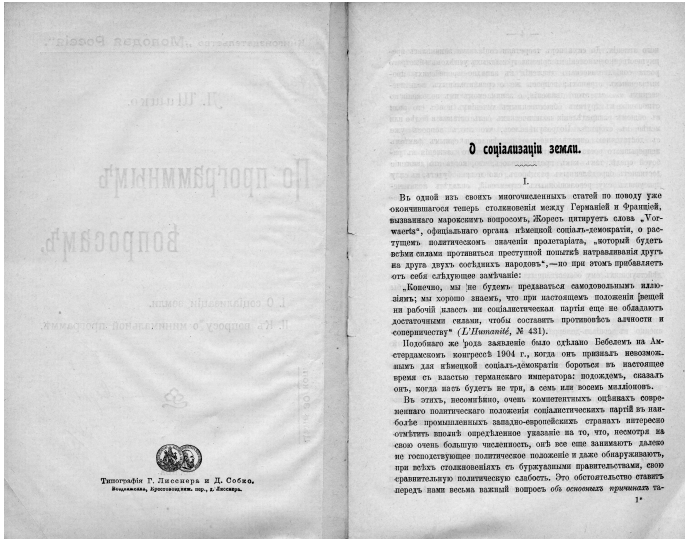 Типографія Г. Лисснера и Д. Собко.
Воздвиженка, Крестовоздвиж. пер., д. Лисснера.
О соціализаціи земли.
I.
Въ одной изъ своихъ многочисленныхъ статей по поводу уже
окончившагося теперь столкновенія между Германіей и Франціей,
вызваннаго марокскимъ вопросомъ, Жоресъ цитируетъ слова „Vor-
waerts“, офиціальнаго органа нѣмецкой соціалъ-демократіи, о рас-
тущемъ политическомъ значеніи пролетаріата, „который будетъ
всѣми силами противиться преступной попыткѣ натравливанія другъ
на друга двухъ сосѣднихъ народовъ“,—но при этомъ прибавляетъ
отъ себя слѣдующее замѣчаніе:
„Конечно, мы не будемъ предаваться самодовольнымъ иллю-
зіямъ; мы хорошо знаемъ, что при настоящемъ положеніи вещей
ни рабочій классъ ни соціалистическая партія еще не обладаютъ
достаточными силами, чтобы составить противовѣсъ алчности и
соперничеству“ (L'Humanité, № 431).
Подобнаго же рода заявленіе было сдѣлано Бебелемъ на Ам-
стердамскомъ конгрессѣ 1904 г., когда онъ призналъ невозмож-
нымъ для нѣмецкой соціалъ-демократіи бороться въ настоящее
время съ властью германскаго императора: подождемъ, сказалъ
онъ, когда насъ будетъ не три, а семь или восемь милліоновъ.
Въ этихъ, несомнѣнно, очень компетентныхъ оцѣнкахъ совре-
меннаго политическаго положенія соціалистическихъ партій въ наи-
болѣе промышленныхъ западно-европейскихъ странахъ интересно
отмѣтить вполнѣ опредѣленное указаніе на то, что, несмотря на
свою очень большую численность, онѣ все еще занимаютъ далеко
не господствующее политическое положеніе и даже обнаруживаютъ,
при всѣхъ столкновеніяхъ съ буржуазными правительствами, свою
сравнительную политическую слабость. Это обстоятельство ставитъ
передъ нами весьма важный вопросъ объ основныхъ причинахъ та-
1*